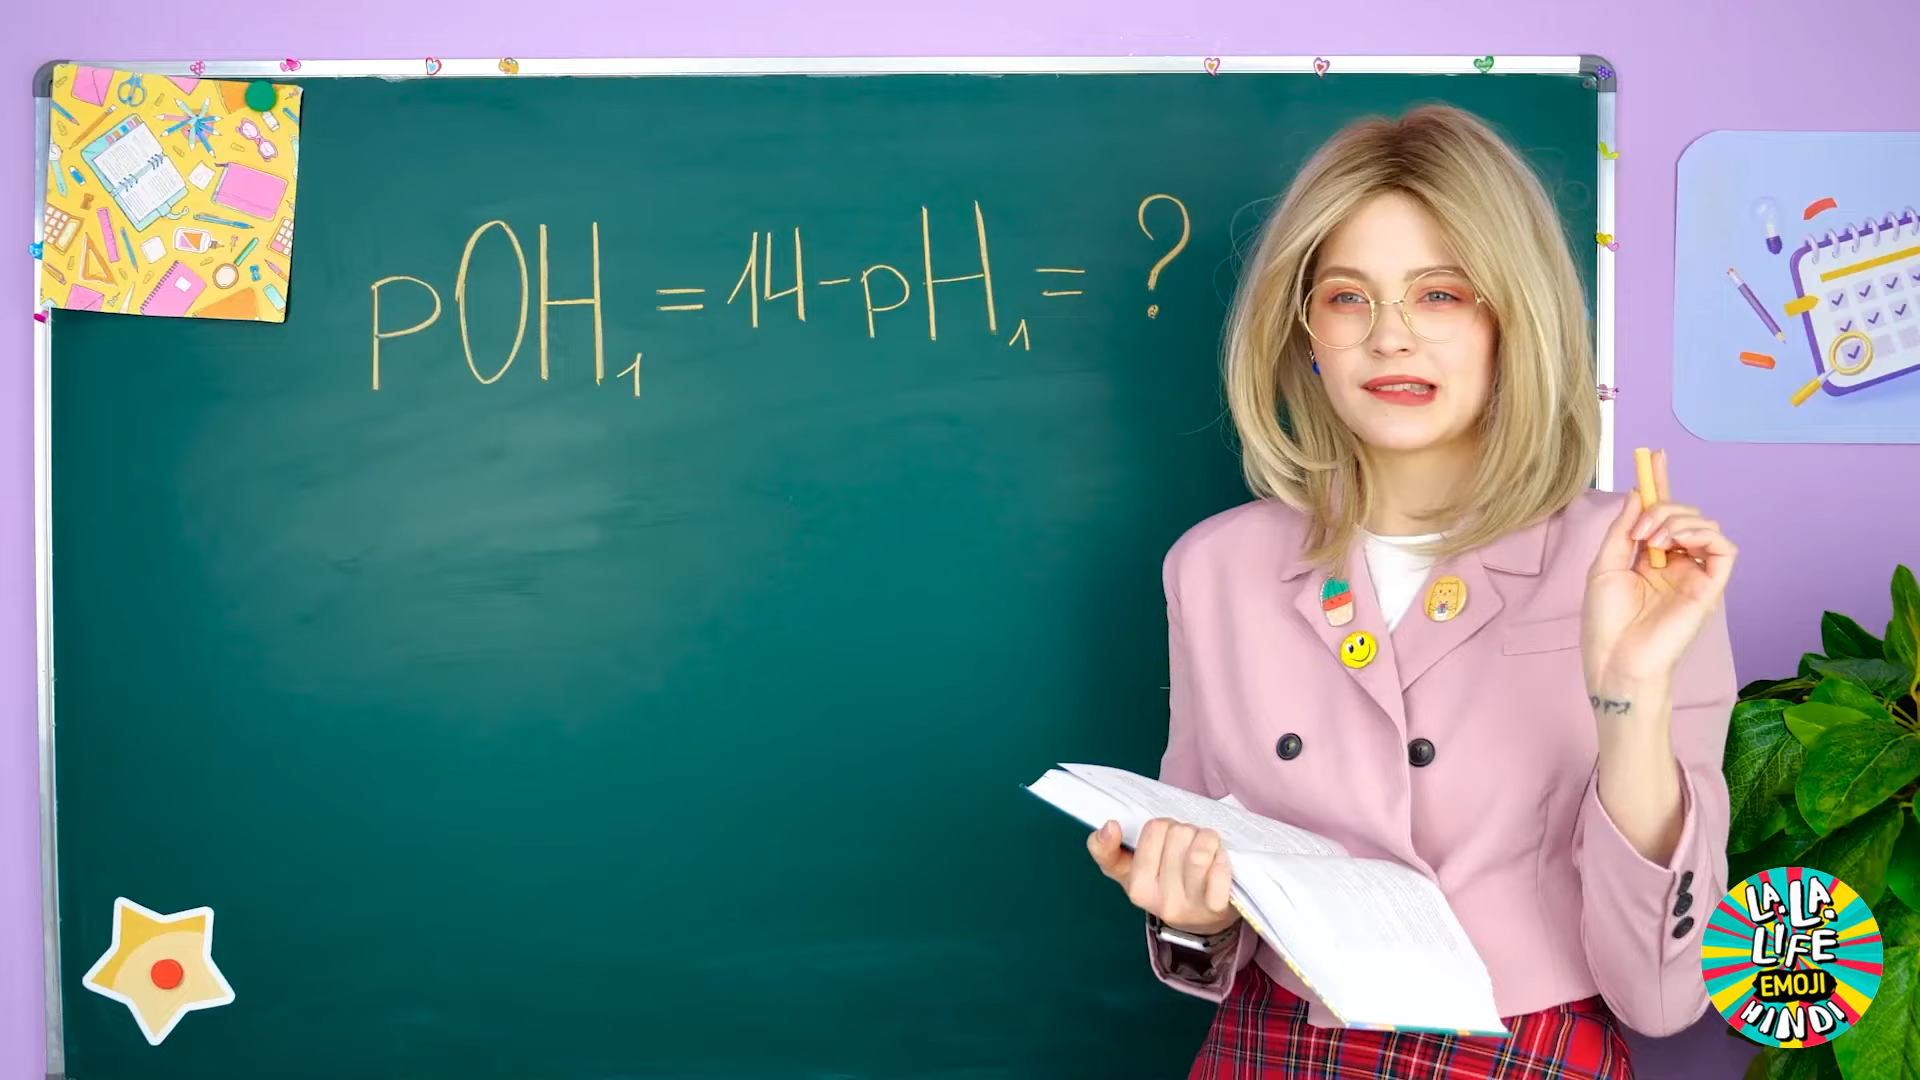 pOH₁ = 14-pH₁ = ?
LA LA
LIFE
EMOJI
HINDI